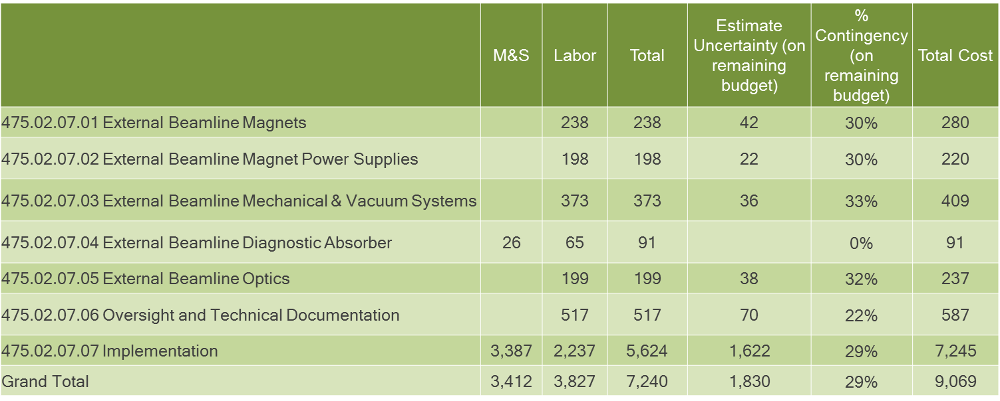 M&S Labor Total Estimate Uncertainty (on remaining budget) % Contingency (on remaining budget) Total Cost
475.02.07.01 External Beamline Magnets 238 238 42 30% 280
475.02.07.02 External Beamline Magnet Power Supplies 198 198 22 30% 220
475.02.07.03 External Beamline Mechanical & Vacuum Systems 373 373 36 33% 409
475.02.07.04 External Beamline Diagnostic Absorber 26 65 91 0% 91
475.02.07.05 External Beamline Optics 199 199 38 32% 237
475.02.07.06 Oversight and Technical Documentation 517 517 70 22% 587
475.02.07.07 Implementation 3,387 2,237 5,624 1,622 29% 7,245
Grand Total 3,412 3,827 7,240 1,830 29% 9,069